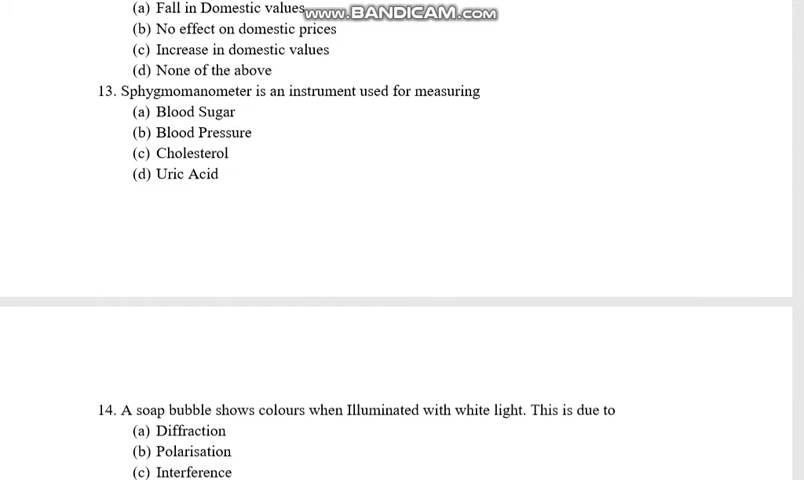 (a) Fall in Domestic values
www.BANDICAM.com
(b) No effect on domestic prices
(c) Increase in domestic values
(d) None of the above
13. Sphygmomanometer is an instrument used for measuring
(a) Blood Sugar
(b) Blood Pressure
(c) Cholesterol
(d) Uric Acid
14. A soap bubble shows colours when Illuminated with white light. This is due to
(a) Diffraction
(b) Polarisation
(c) Interference